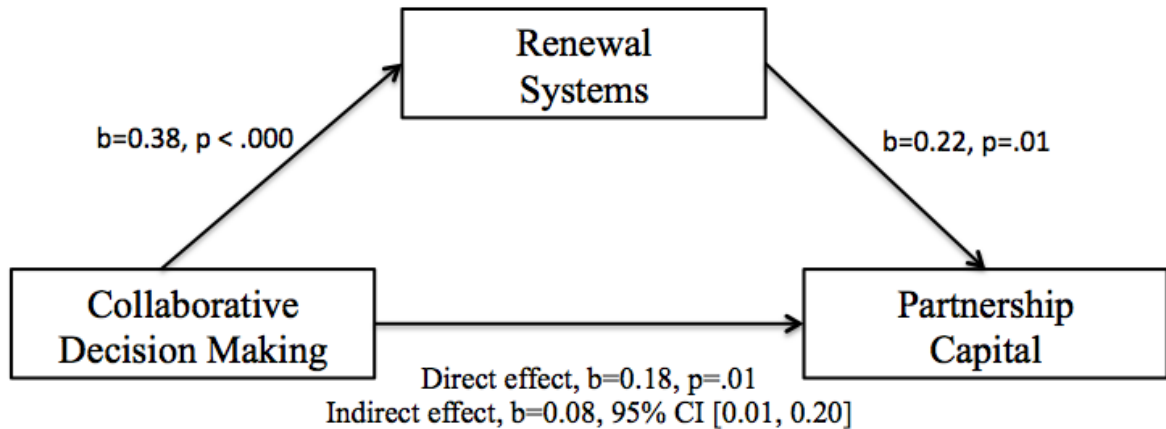 Renewal
Systems
b=0.38, p < .000
b=0.22, p=.01
Collaborative
Decision Making
Partnership
Capital
Direct effect, b=0.18, p=.01
Indirect effect, b=0.08, 95% CI [0.01, 0.20]